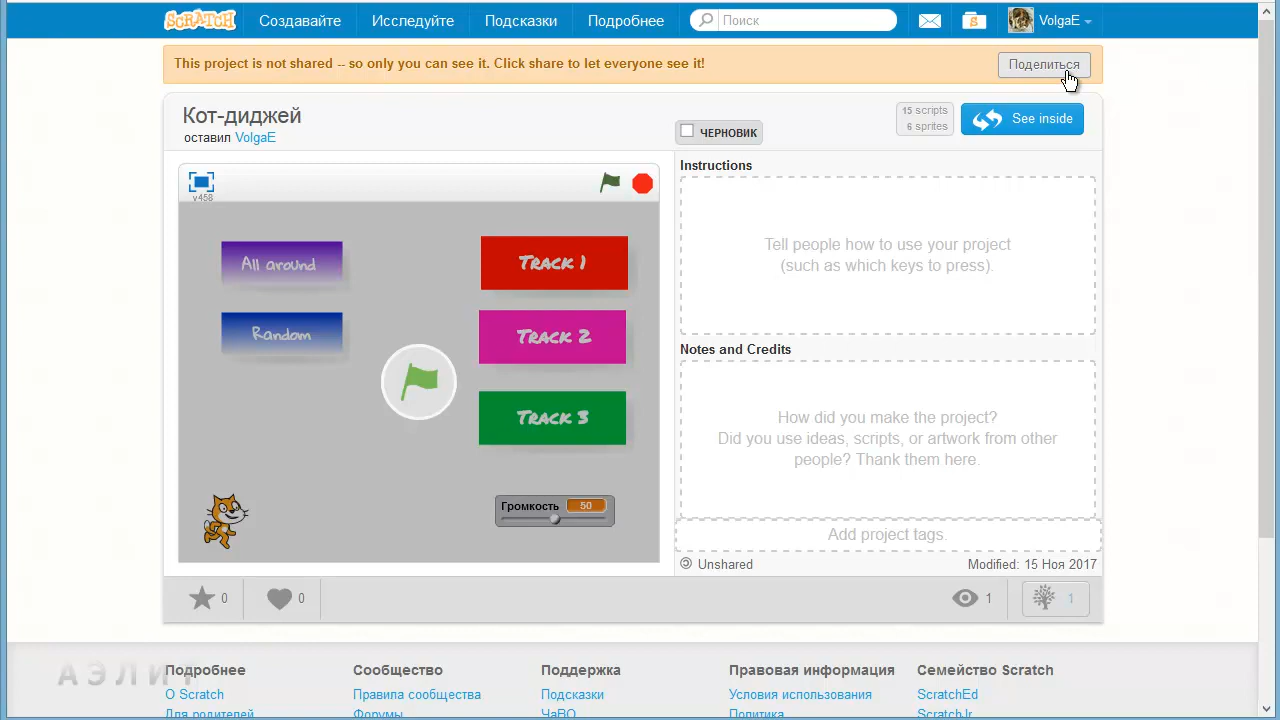 SCRATCH Создавайте Исследуйте Подсказки Подробнее Поиск S VolgaE
This project is not shared -- so only you can see it. Click share to let everyone see it! Поделиться
Кот-диджей
оставил VolgaE
ЧЕРНОВИК
15 scripts
6 sprites
See inside
v458
All around
Random
Track 1
Track 2
Track 3
Громкость 50
Instructions
Tell people how to use your project
(such as which keys to press).
Notes and Credits
How did you make the project?
Did you use ideas, scripts, or artwork from other
people? Thank them here.
Add project tags.
Unshared Modified: 15 Ноя 2017
0 0 1 1
АЭЛИТ
Подробнее Сообщество Поддержка Правовая информация Семейство Scratch
О Scratch Правила сообщества Подсказки Условия использования ScratchEd
Для родителей Форумы ЧаВО Политика ScratchJr